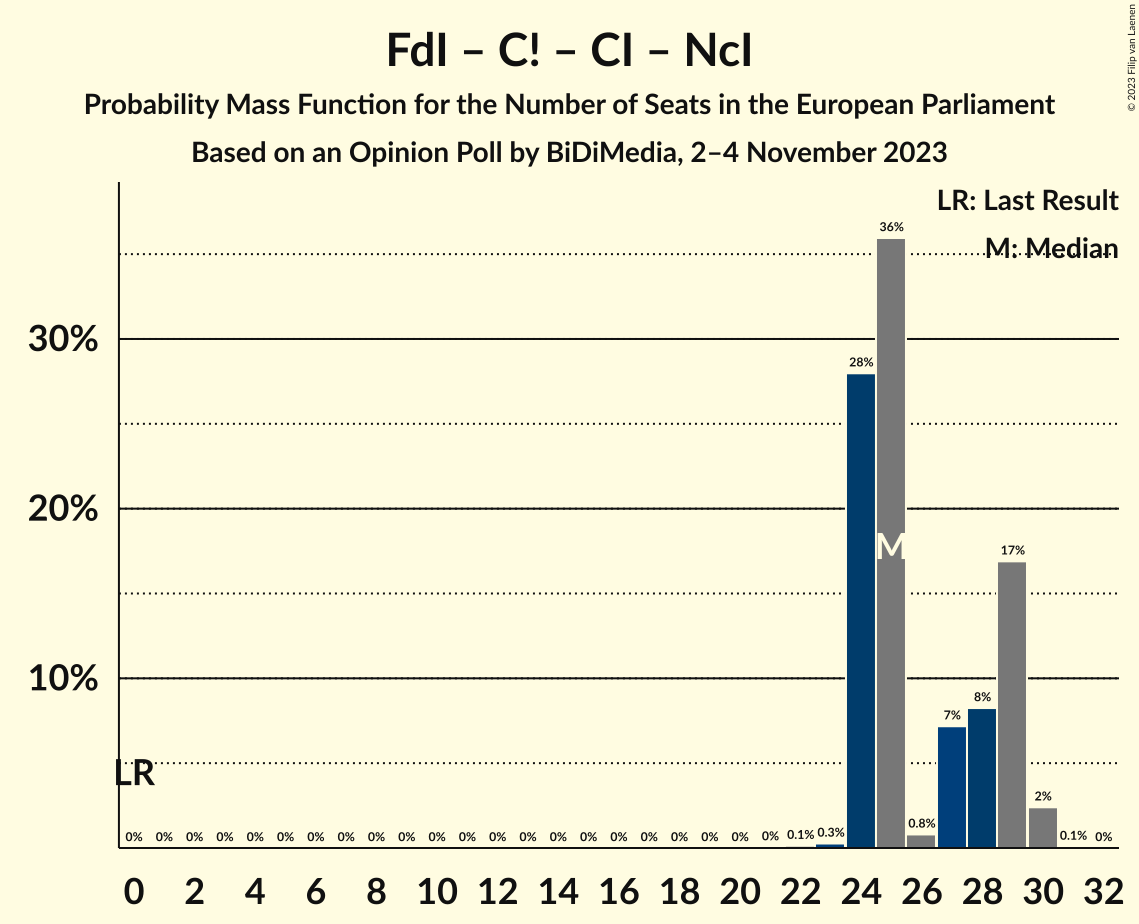 FdI – C! – CI – NcI
Probability Mass Function for the Number of Seats in the European Parliament
Based on an Opinion Poll by BiDiMedia, 2–4 November 2023
© 2023 Filip van Laenen
LR: Last Result
M: Median
36%
30%
28%
20%
M
17%
10%
8%
7%
LR
2%
0% 0% 0% 0% 0% 0% 0% 0% 0% 0% 0% 0% 0% 0% 0% 0% 0% 0% 0% 0% 0% 0% 0.1% 0.3% 0.8% 0.1% 0%
0 2 4 6 8 10 12 14 16 18 20 22 24 26 28 30 32